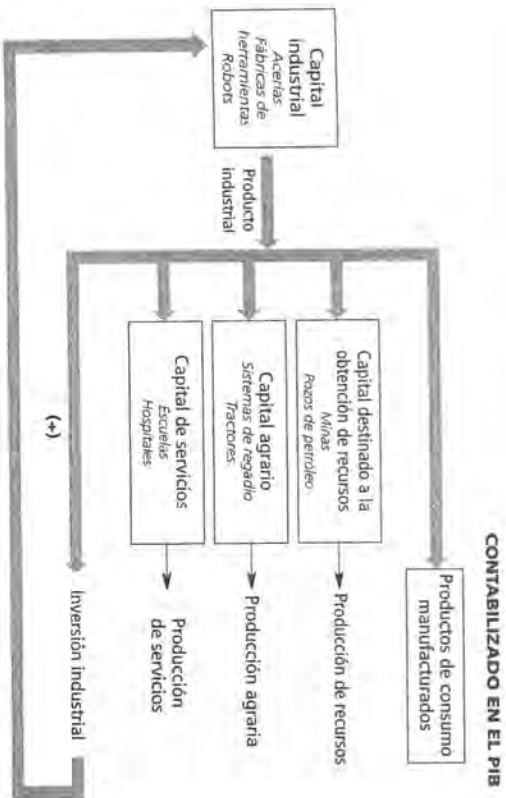 CONTABILIZADO EN EL PIB
Productos de consumo
manufacturados
Capital destinado a la
obtención de recursos
Minas
Pozos de petróleo
Producción de recursos
Capital
industrial
Acerías
Fábricas de
herramientas
Robots
Producto
industrial
Capital agrario
Sistemas de regadío
Tractores
Producción agraria
Capital de servicios
Escuelas
Hospitales
Producción
de servicios
(+)
Inversión industrial